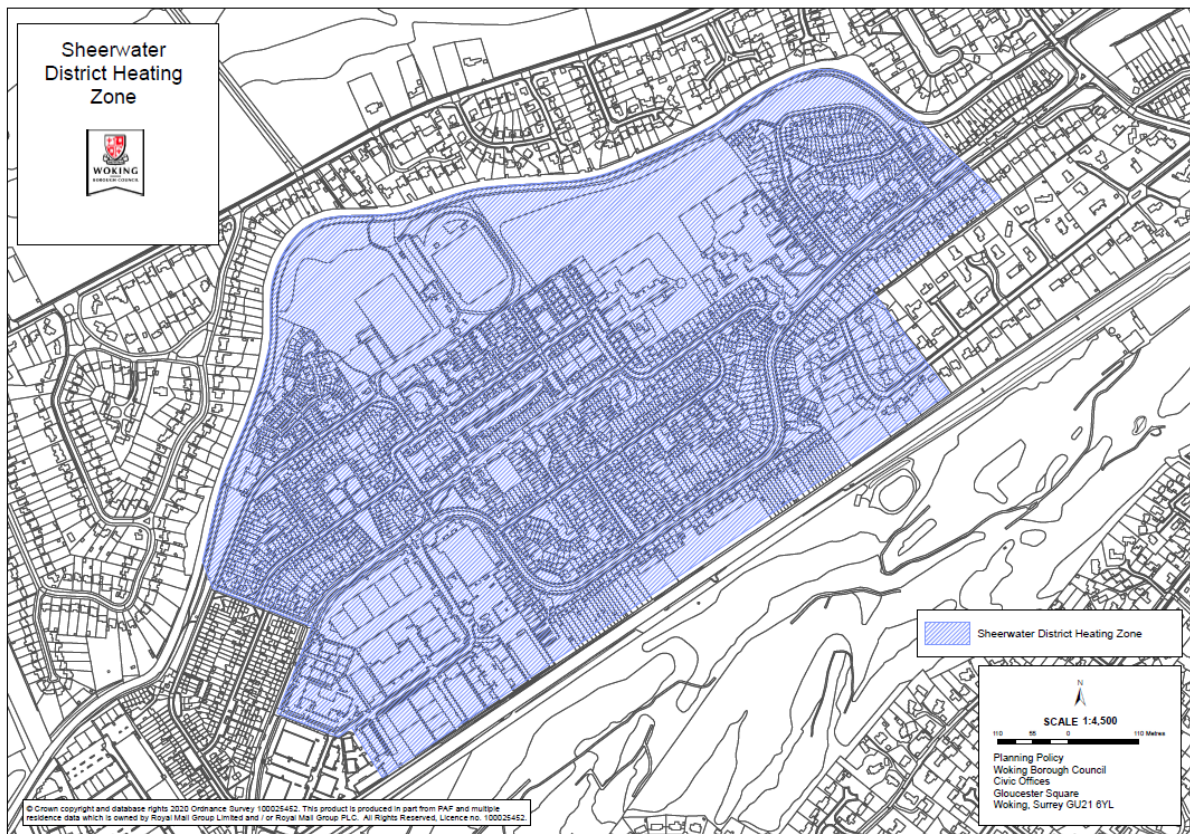 Sheerwater
District Heating
Zone
WOKING
BOROUGH COUNCIL
Sheerwater District Heating Zone
N
SCALE 1:4,500
110 55 0 110 Metres
Planning Policy
Woking Borough Council
Civic Offices
Gloucester Square
Woking, Surrey GU21 6YL
© Crown copyright and database rights 2020 Ordnance Survey 100025452. This product is produced in part from PAF and multiple
residence data which is owned by Royal Mail Group Limited and / or Royal Mail Group PLC. All Rights Reserved, Licence no. 100025452.